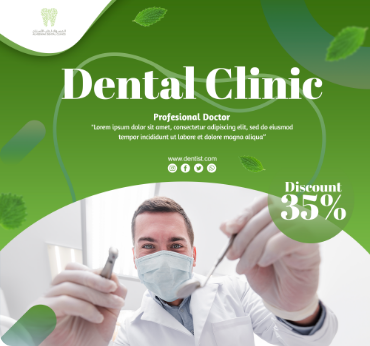 Dental Clinic
Profesional Doctor
"Lorem ipsum dolor sit amet, consectetur adipiscing elit, sed do eiusmod
tempor incididunt ut labore et dolore magna aliqua"
www.dentist.com
Discount
35%